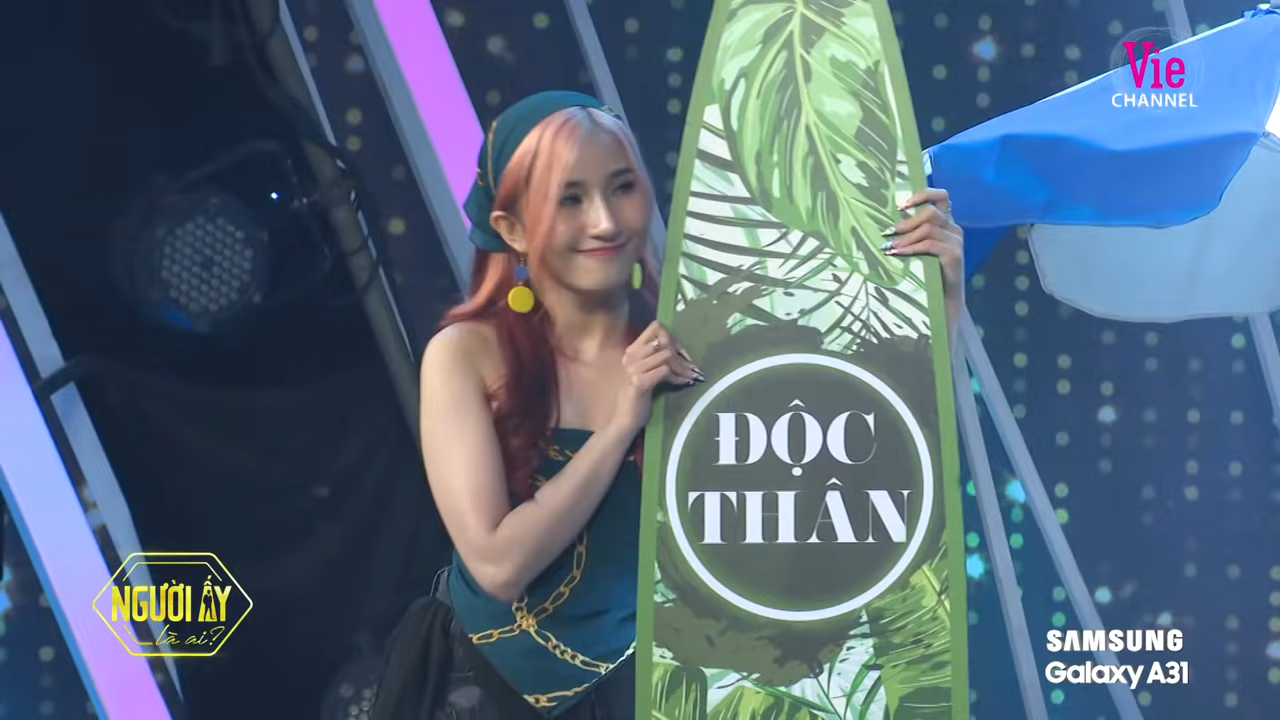 Vie
CHANNEL
ĐỘC
THÂN
NGƯỜI ẤY
là ai?
SAMSUNG
Galaxy A31